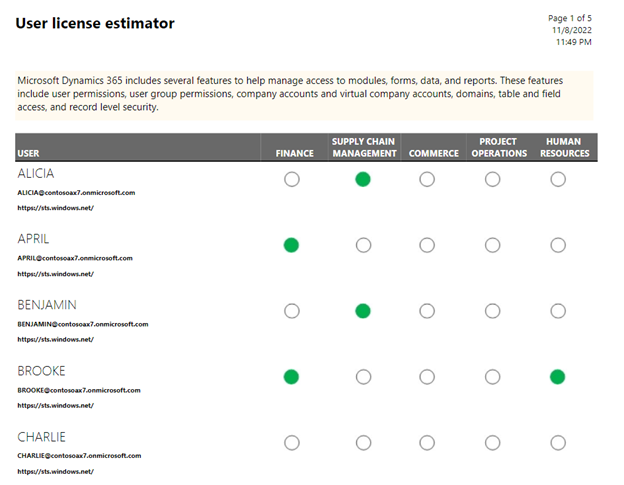 User license estimator
Page 1 of 5
11/8/2022
11:49 PM
Microsoft Dynamics 365 includes several features to help manage access to modules, forms, data, and reports. These features
include user permissions, user group permissions, company accounts and virtual company accounts, domains, table and field
access, and record level security.
USER FINANCE SUPPLY CHAIN MANAGEMENT COMMERCE PROJECT OPERATIONS HUMAN RESOURCES
ALICIA
ALICIA@contosoax7.onmicrosoft.com
https://sts.windows.net/
APRIL
APRIL@contosoax7.onmicrosoft.com
https://sts.windows.net/
BENJAMIN
BENJAMIN@contosoax7.onmicrosoft.com
https://sts.windows.net/
BROOKE
BROOKE@contosoax7.onmicrosoft.com
https://sts.windows.net/
CHARLIE
CHARLIE@contosoax7.onmicrosoft.com
https://sts.windows.net/